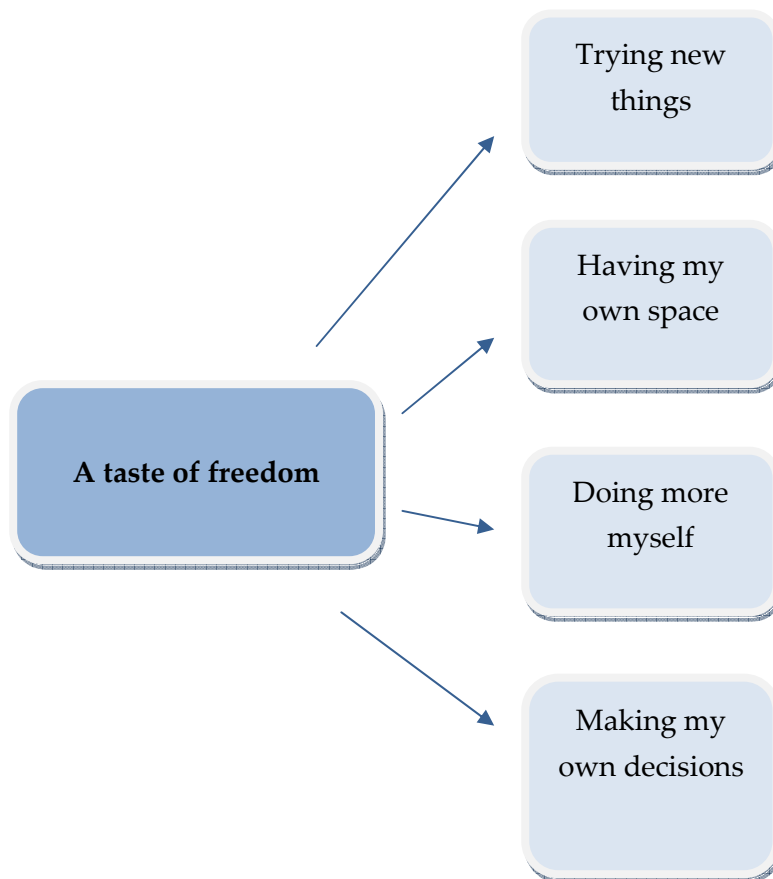 Trying new
things
Having my
own space
A taste of freedom
Doing more
myself
Making my
own decisions